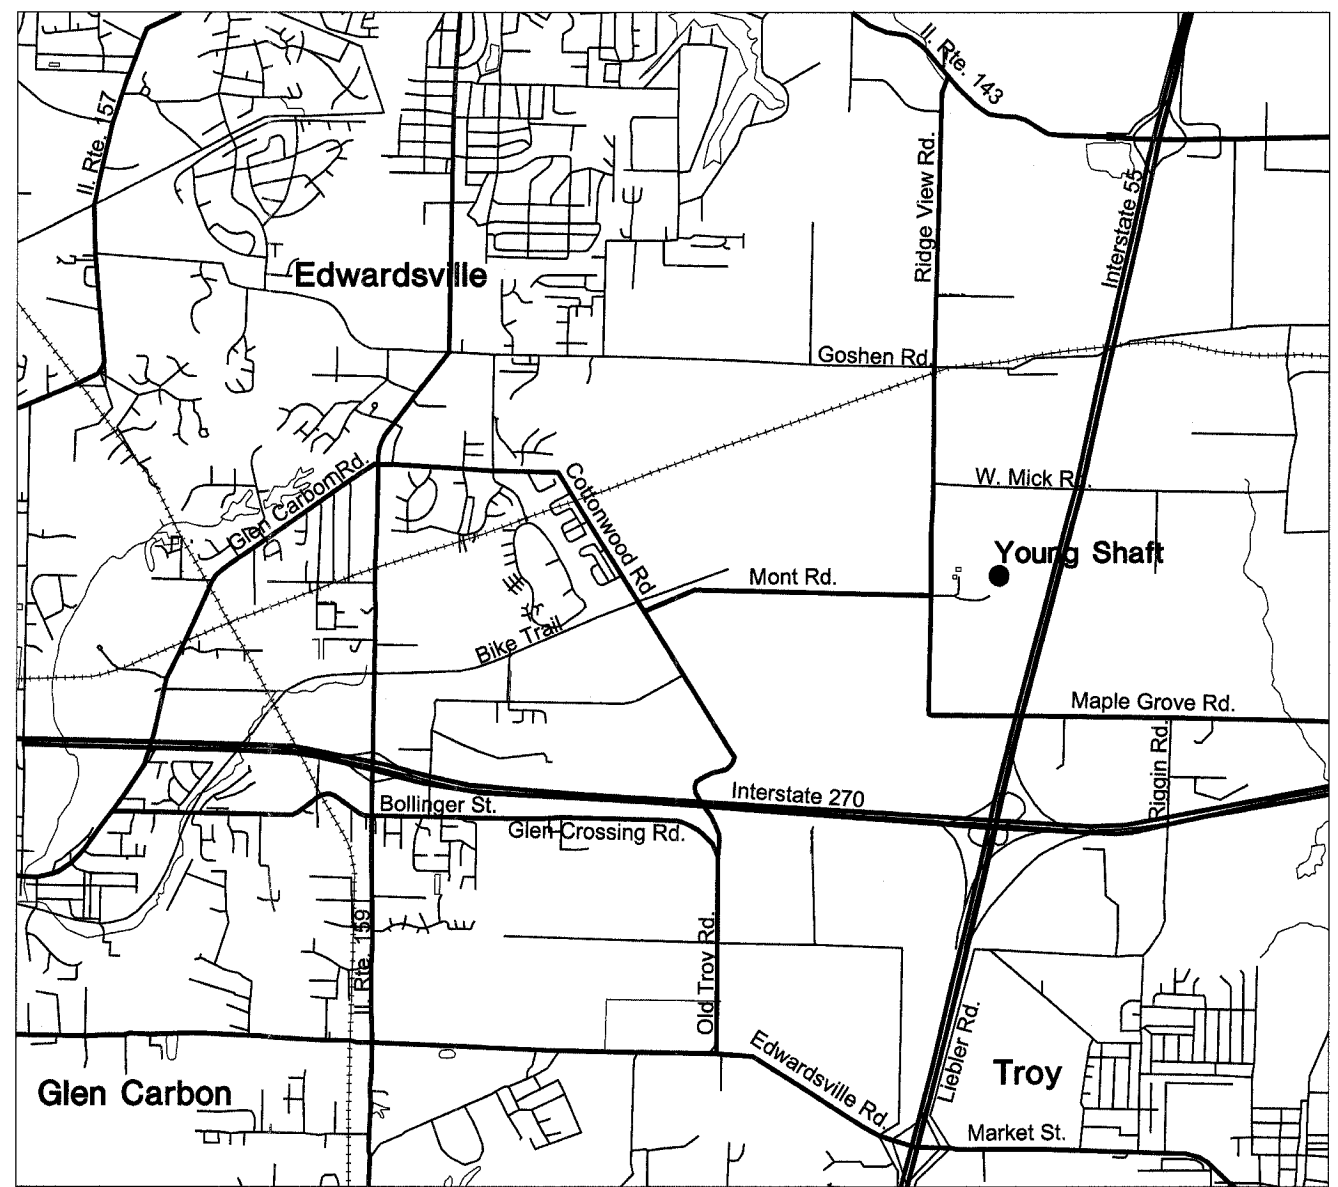 Il. Rte. 143
Il. Rte. 157
Ridge View Rd.
Interstate 55
Edwardsville
Goshen Rd.
Glen Carbon Rd.
Cottonwood Rd.
W. Mick Rd.
Young Shaft
Mont Rd.
Bike Trail
Maple Grove Rd.
Riggin Rd.
Interstate 270
Bollinger St.
Glen Crossing Rd.
Il. Rte. 159
Old Troy Rd.
Edwardsville Rd.
Liebler Rd.
Troy
Glen Carbon
Market St.